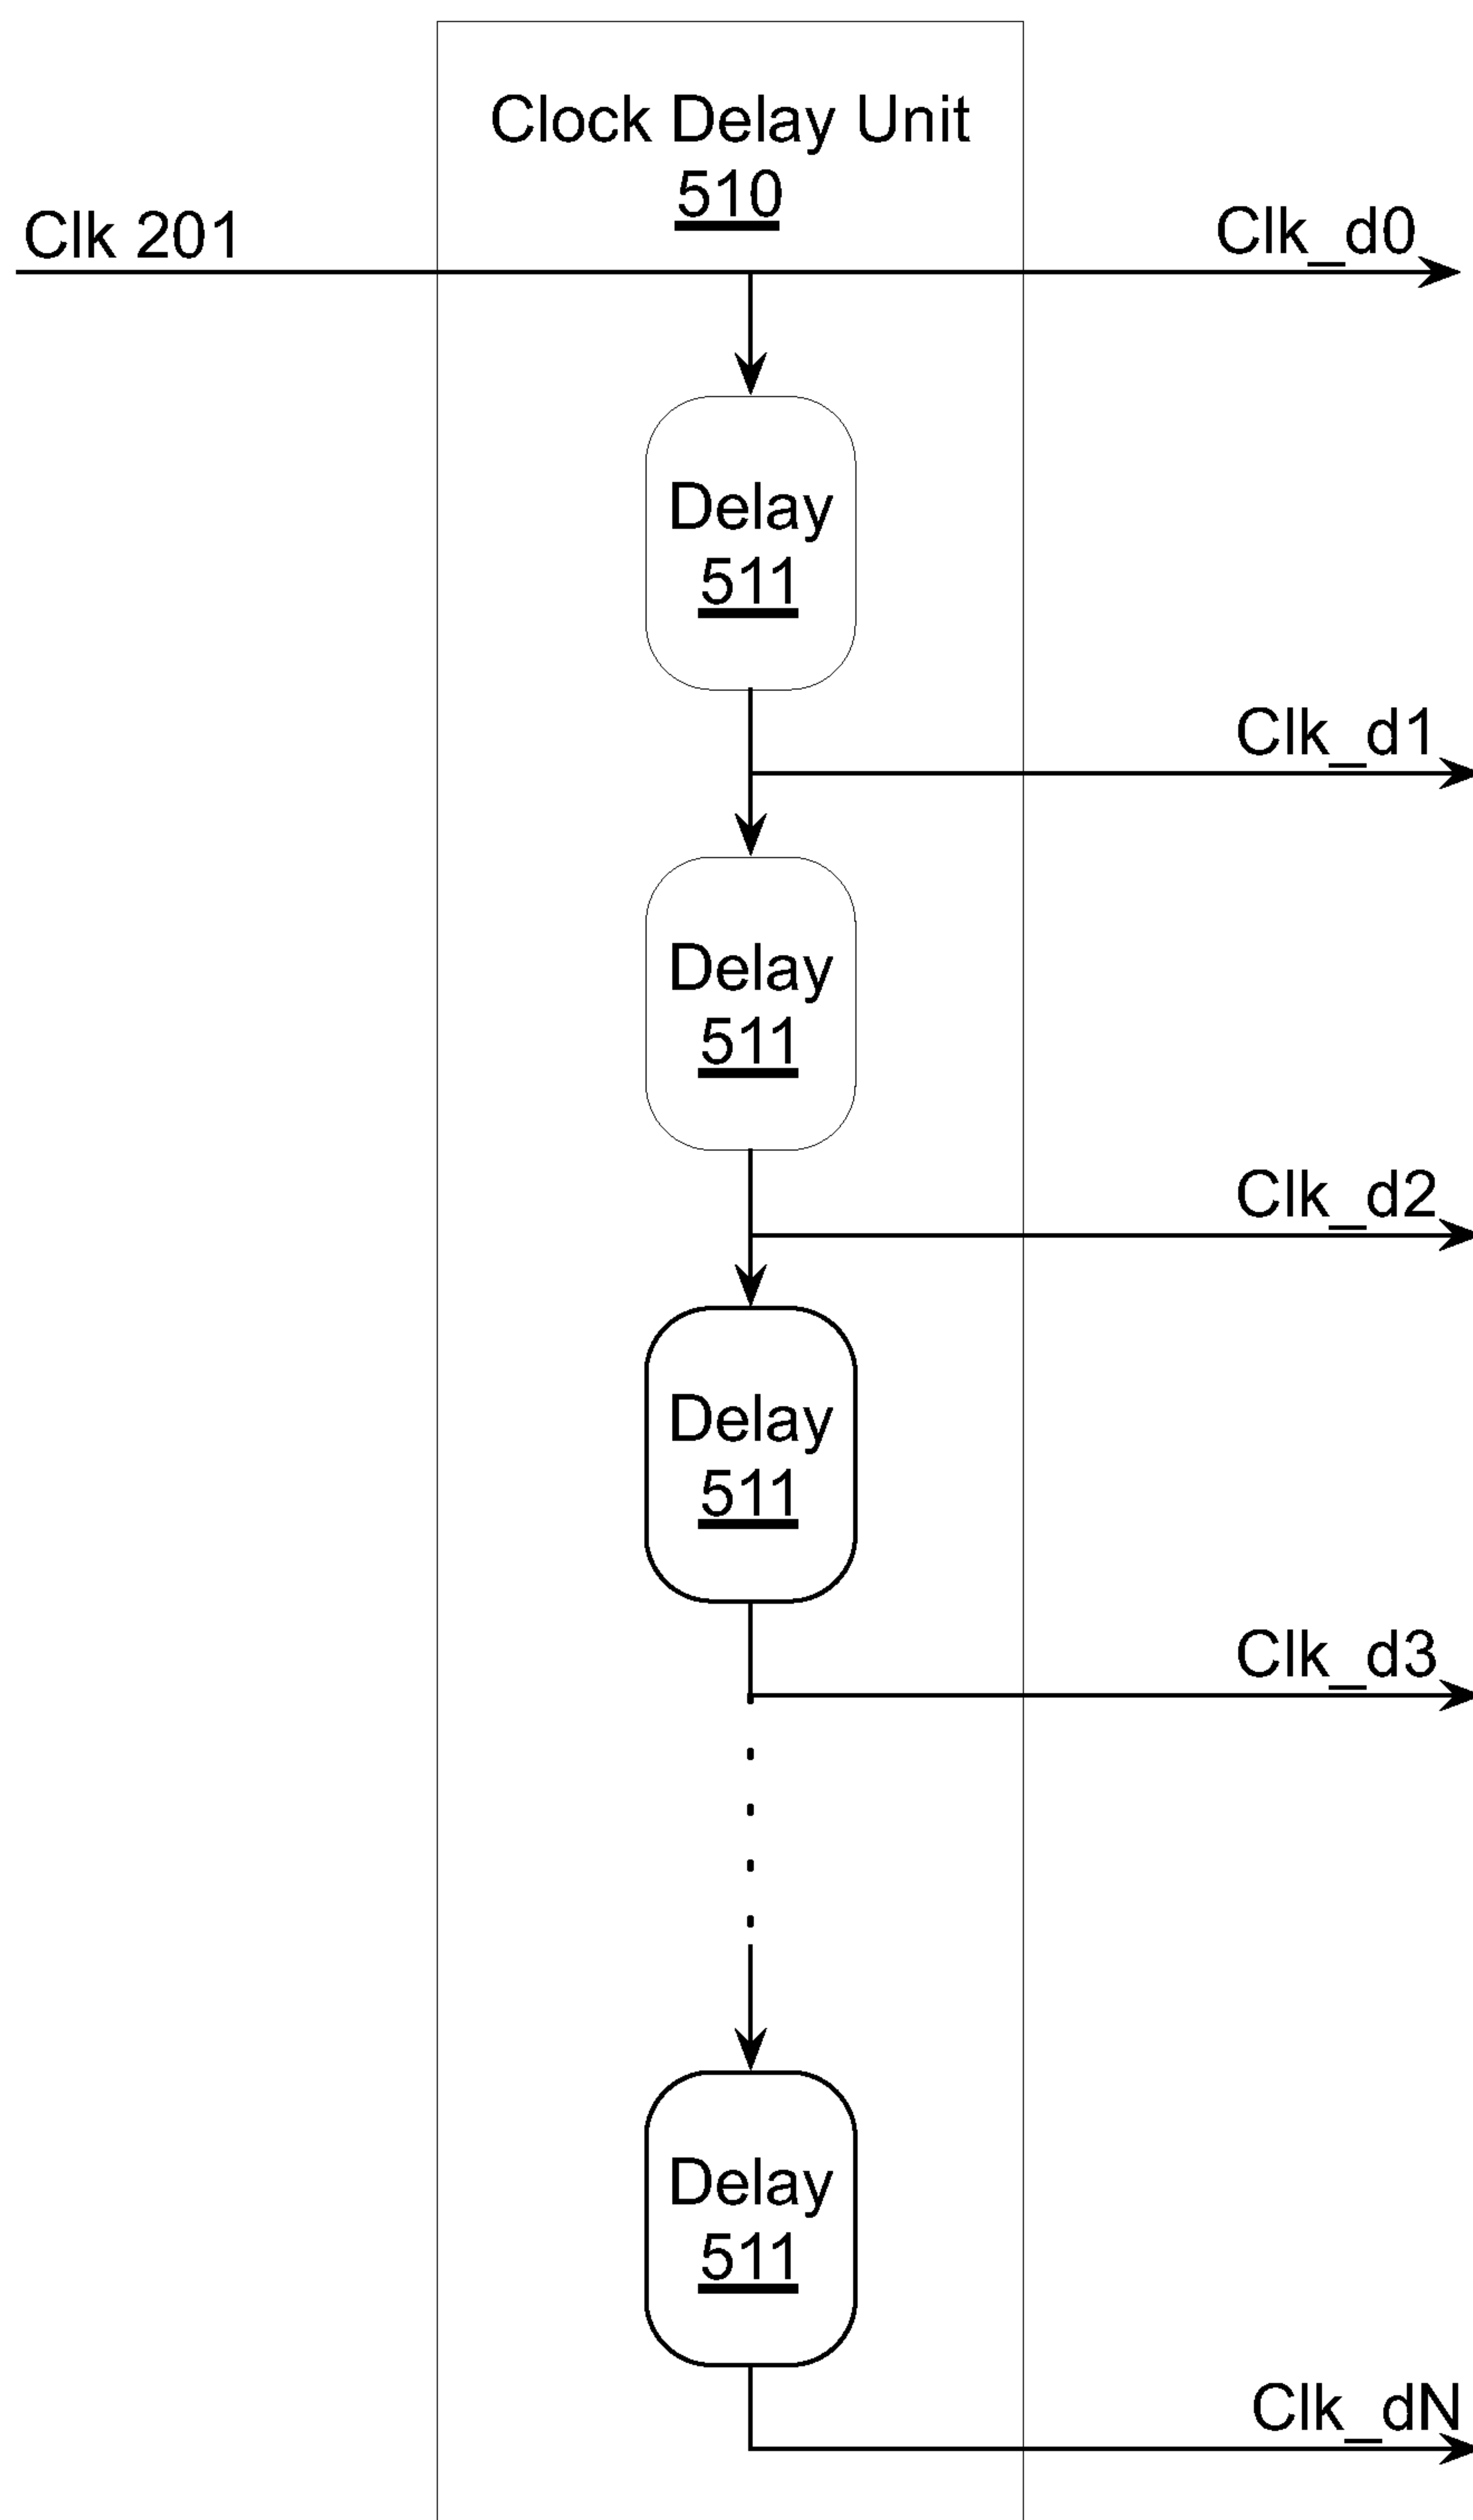 Clock Delay Unit
510
Clk 201
Clk_d0
Delay
511
Clk_d1
Delay
511
Clk_d2
Delay
511
Clk_d3
Delay
511
Clk_dN